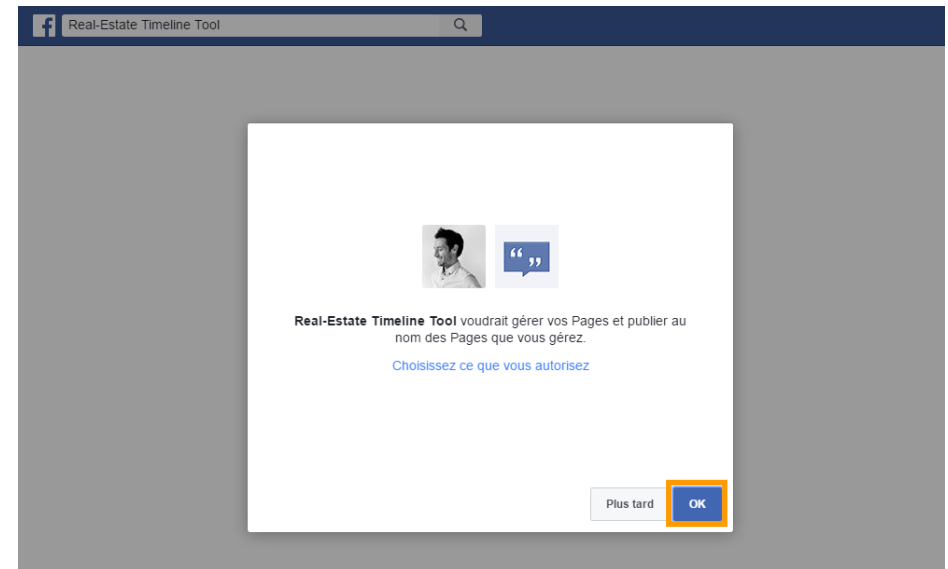 Real-Estate Timeline Tool
Real-Estate Timeline Tool voudrait gérer vos Pages et publier au
nom des Pages que vous gérez.
Choisissez ce que vous autorisez
Plus tard
OK